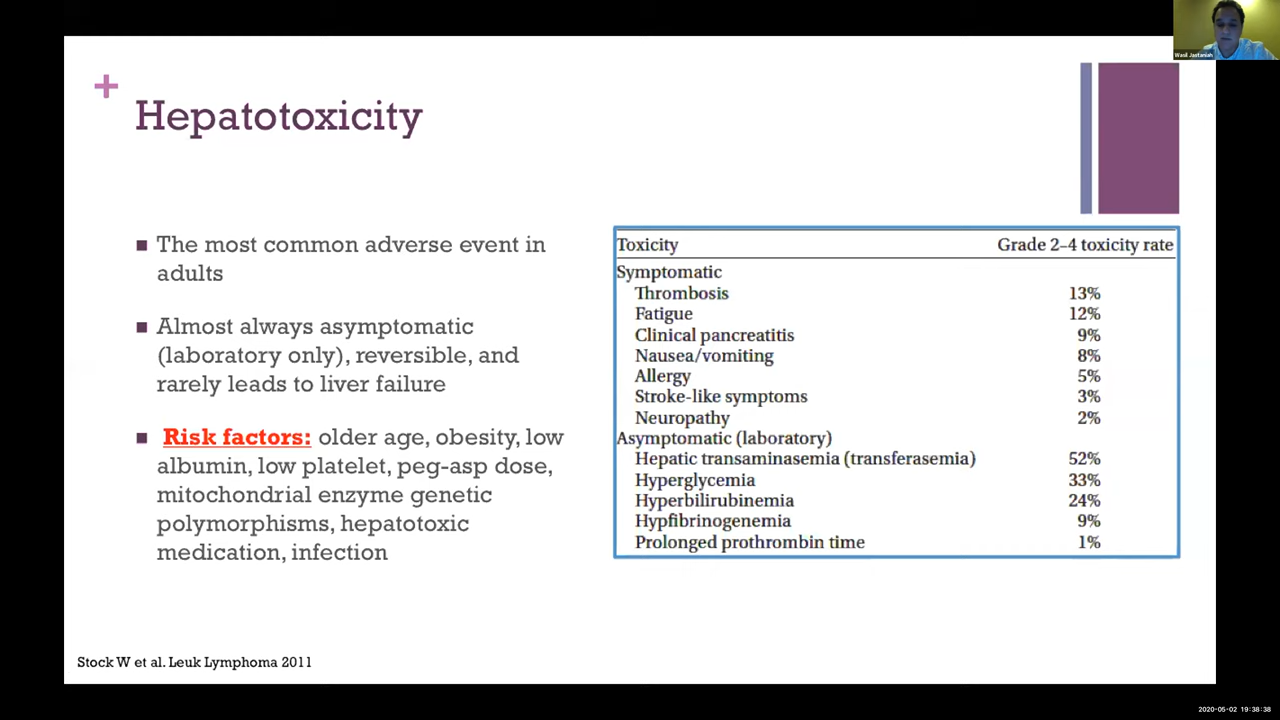 Wasil Jastaniah
+
Hepatotoxicity
■ The most common adverse event in
adults
■ Almost always asymptomatic
(laboratory only), reversible, and
rarely leads to liver failure
■ Risk factors: older age, obesity, low
albumin, low platelet, peg-asp dose,
mitochondrial enzyme genetic
polymorphisms, hepatotoxic
medication, infection
Toxicity Grade 2–4 toxicity rate
Symptomatic
Thrombosis 13%
Fatigue 12%
Clinical pancreatitis 9%
Nausea/vomiting 8%
Allergy 5%
Stroke-like symptoms 3%
Neuropathy 2%
Asymptomatic (laboratory)
Hepatic transaminasemia (transferasemia) 52%
Hyperglycemia 33%
Hyperbilirubinemia 24%
Hypfibrinogenemia 9%
Prolonged prothrombin time 1%
Stock W et al. Leuk Lymphoma 2011
2020-05-02 19:38:38